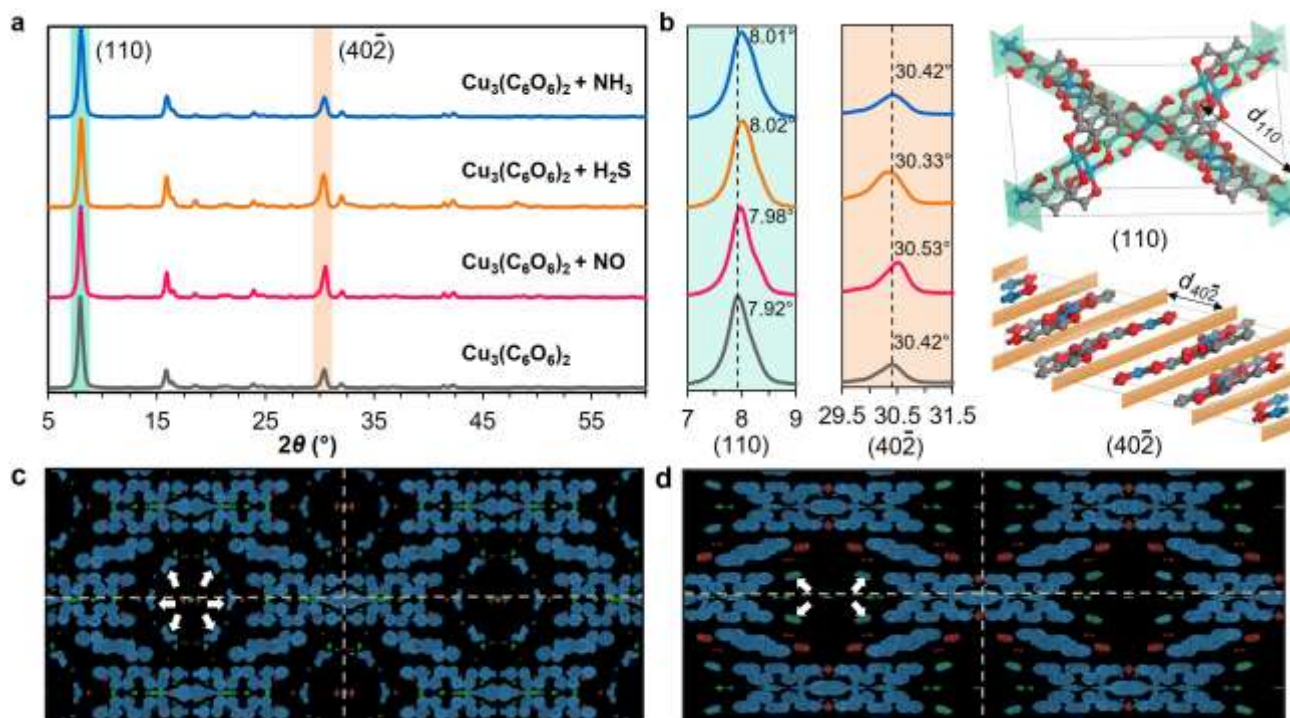 a
(110)
(402̄)
Cu₃(C₆O₆)₂ + NH₃
Cu₃(C₆O₆)₂ + H₂S
Cu₃(C₆O₆)₂ + NO
Cu₃(C₆O₆)₂
5 15 25 35 45 55
2θ (°)
b
8.01°
8.02°
7.98°
7.92°
7 8 9
(110)
30.42°
30.33°
30.53°
30.42°
29.5 30.5 31.5
(402̄)
d₁₁₀
(110)
d₄₀₂̄
(402̄)
c
d